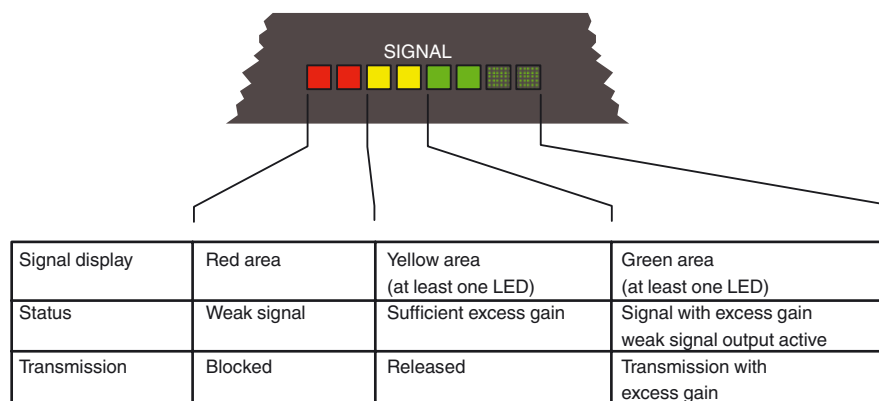 SIGNAL
Signal display
Red area
Yellow area
(at least one LED)
Green area
(at least one LED)
Status
Weak signal
Sufficient excess gain
Signal with excess gain
weak signal output active
Transmission
Blocked
Released
Transmission with
excess gain